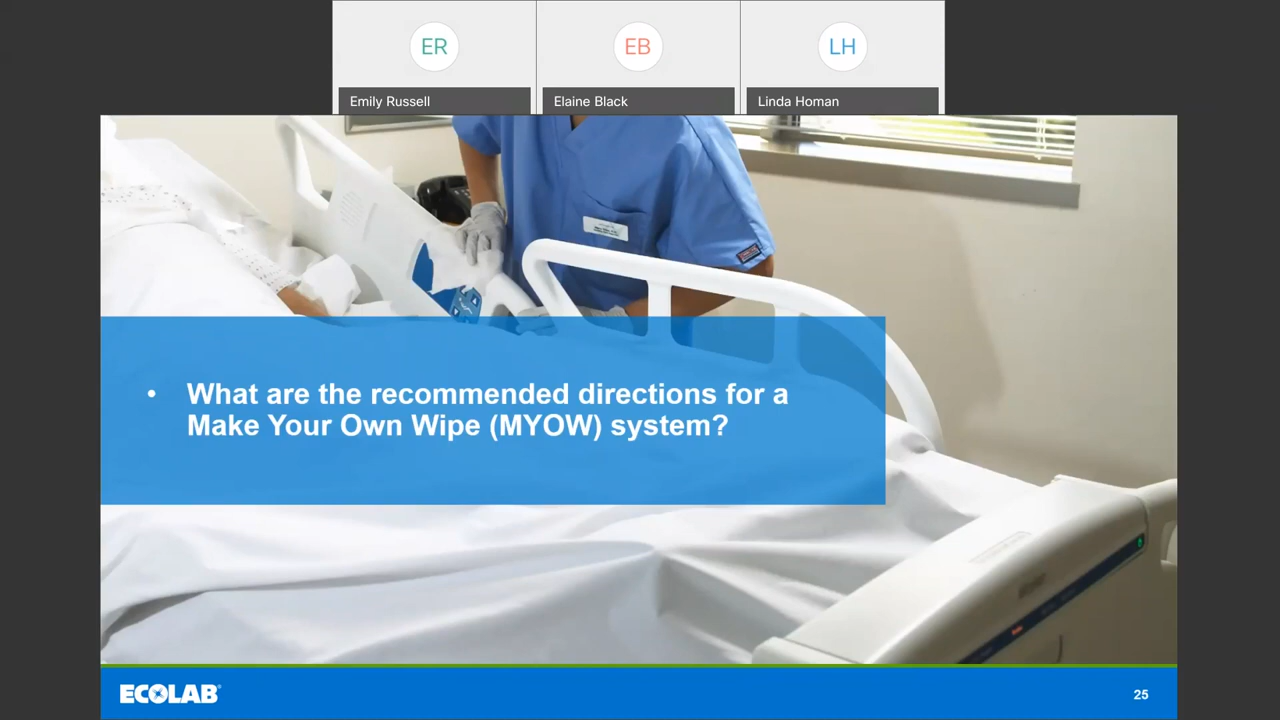 ER
EB
LH
Emily Russell
Elaine Black
Linda Homan
• What are the recommended directions for a
Make Your Own Wipe (MYOW) system?
ECOLAB®
25